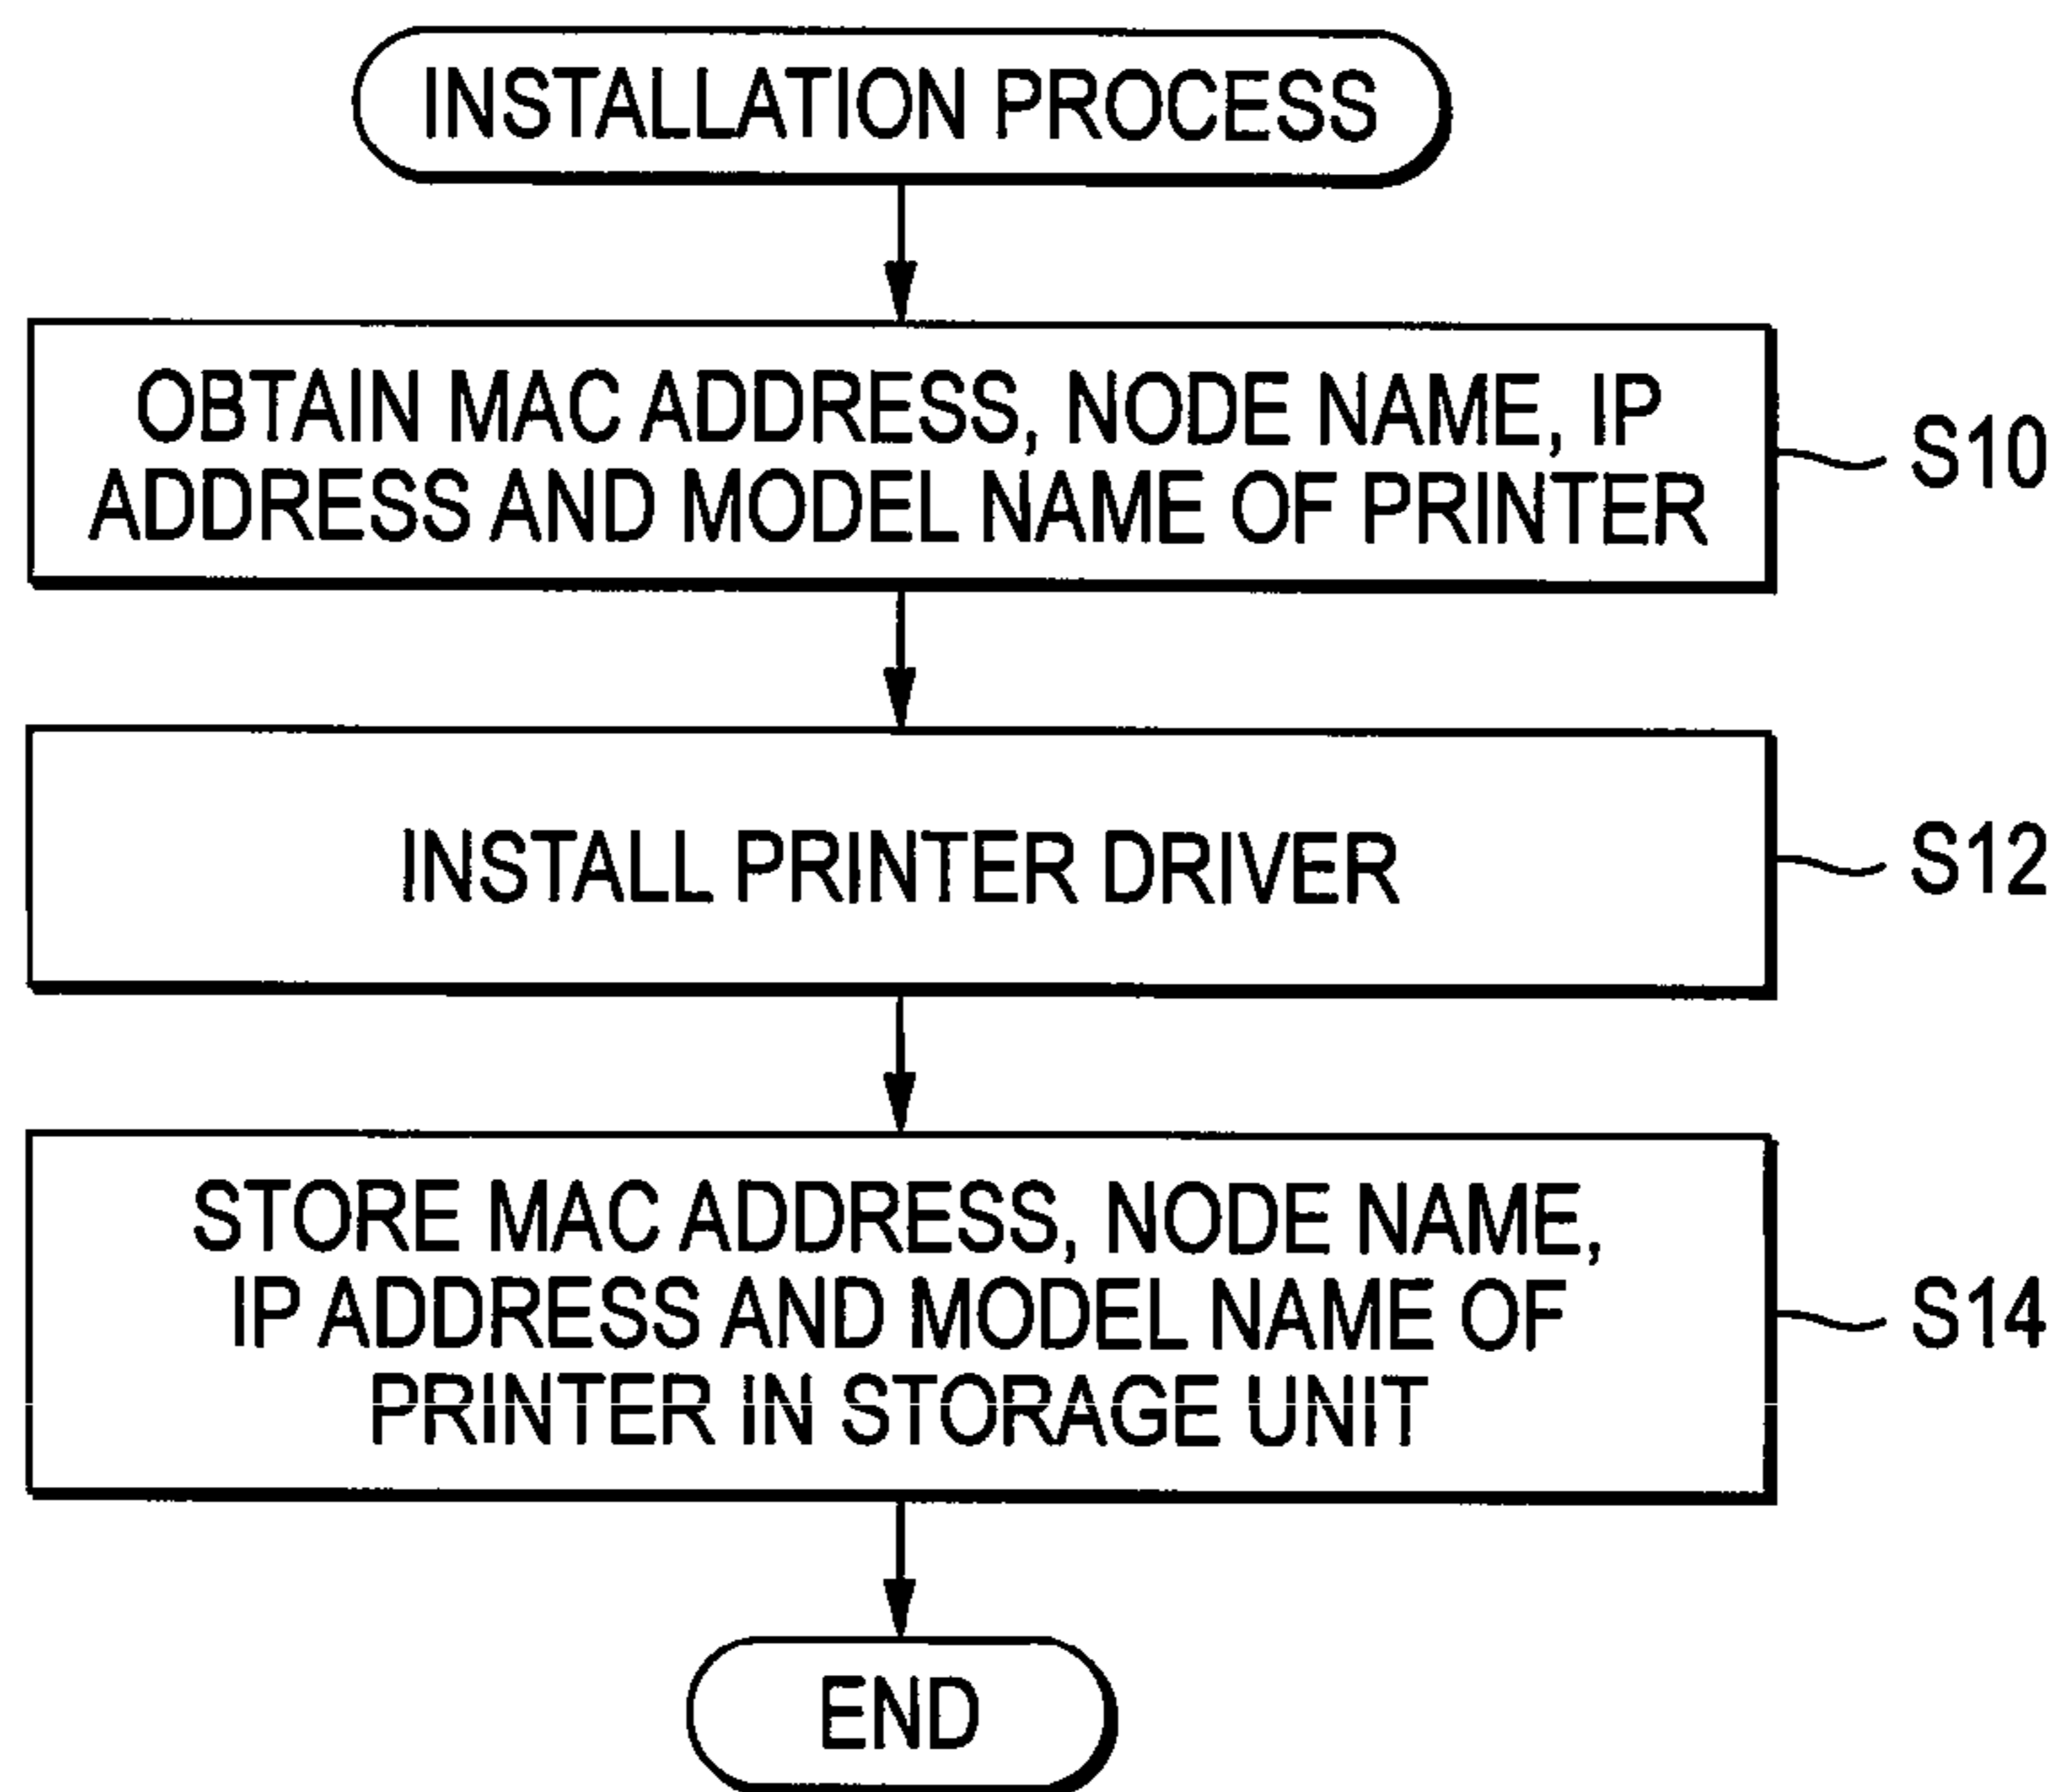 INSTALLATION PROCESS
OBTAIN MAC ADDRESS, NODE NAME, IP
ADDRESS AND MODEL NAME OF PRINTER
S10
INSTALL PRINTER DRIVER
S12
STORE MAC ADDRESS, NODE NAME,
IP ADDRESS AND MODEL NAME OF
PRINTER IN STORAGE UNIT
S14
END